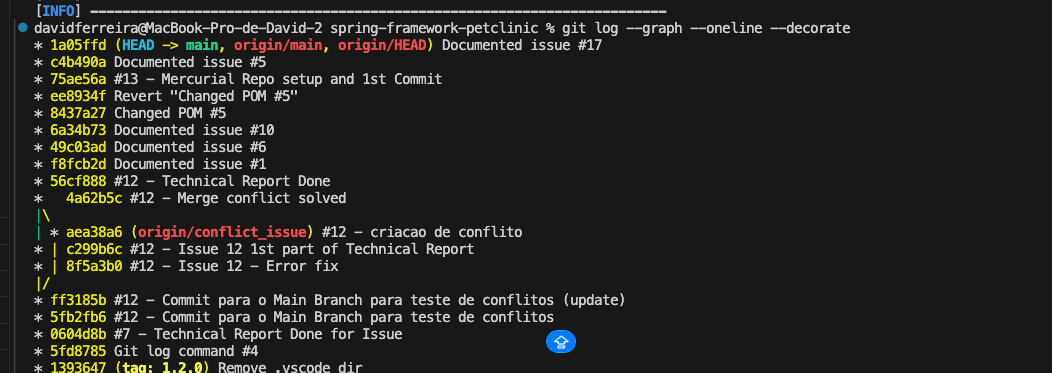 [INFO] ------------------------------------------------------------------------
davidferreira@MacBook-Pro-de-David-2 spring-framework-petclinic % git log --graph --oneline --decorate
* 1a05ffd (HEAD -> main, origin/main, origin/HEAD) Documented issue #17
* c4b490a Documented issue #5
* 75ae56a #13 - Mercurial Repo setup and 1st Commit
* ee8934f Revert "Changed POM #5"
* 8437a27 Changed POM #5
* 6a34b73 Documented issue #10
* 49c03ad Documented issue #6
* f8fcb2d Documented issue #1
* 56cf888 #12 - Technical Report Done
*   4a62b5c #12 - Merge conflict solved
|\
| * aea38a6 (origin/conflict_issue) #12 - criacao de conflito
* | c299b6c #12 - Issue 12 1st part of Technical Report
* | 8f5a3b0 #12 - Issue 12 - Error fix
|/
* ff3185b #12 - Commit para o Main Branch para teste de conflitos (update)
* 5fb2fb6 #12 - Commit para o Main Branch para teste de conflitos
* 0604d8b #7 - Technical Report Done for Issue
* 5fd8785 Git log command #4
* 1393647 (tag: 1.2.0) Remove .vscode dir